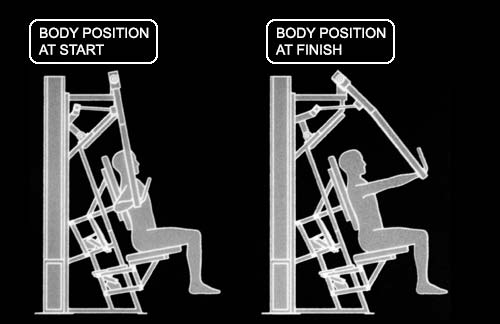 BODY POSITION
AT START
BODY POSITION
AT FINISH